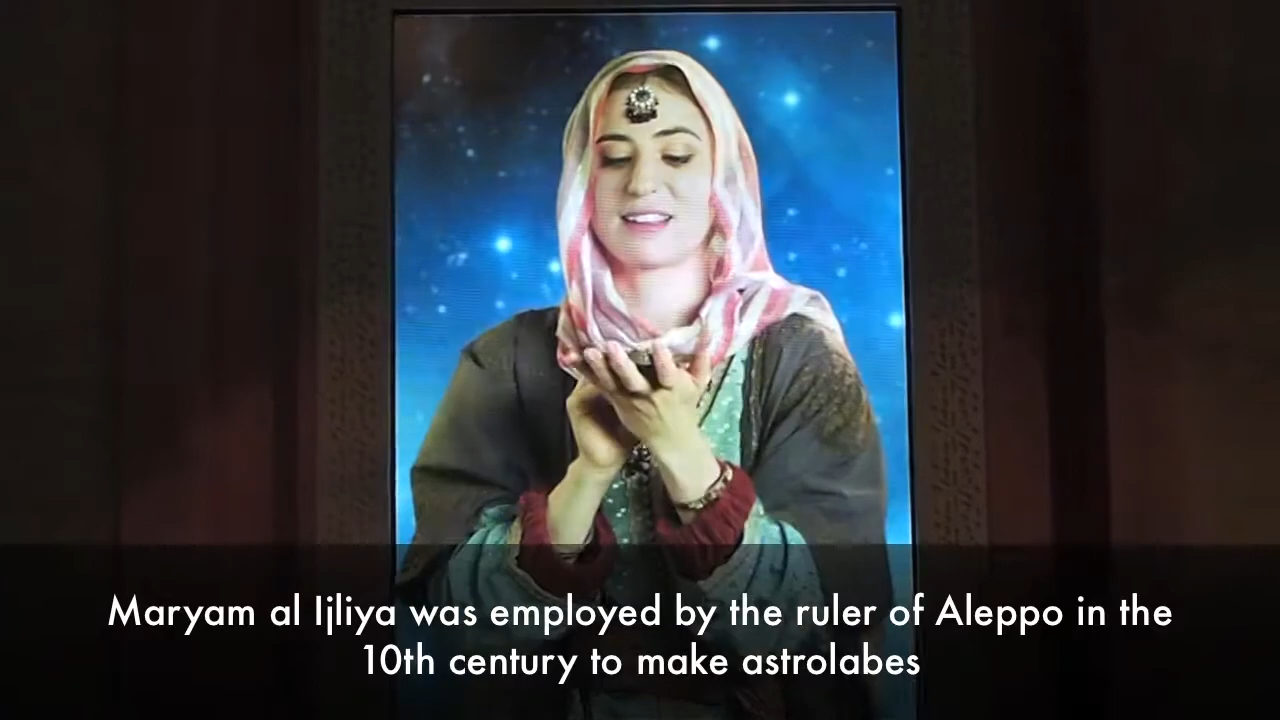 Maryam al Ijliya was employed by the ruler of Aleppo in the
10th century to make astrolabes